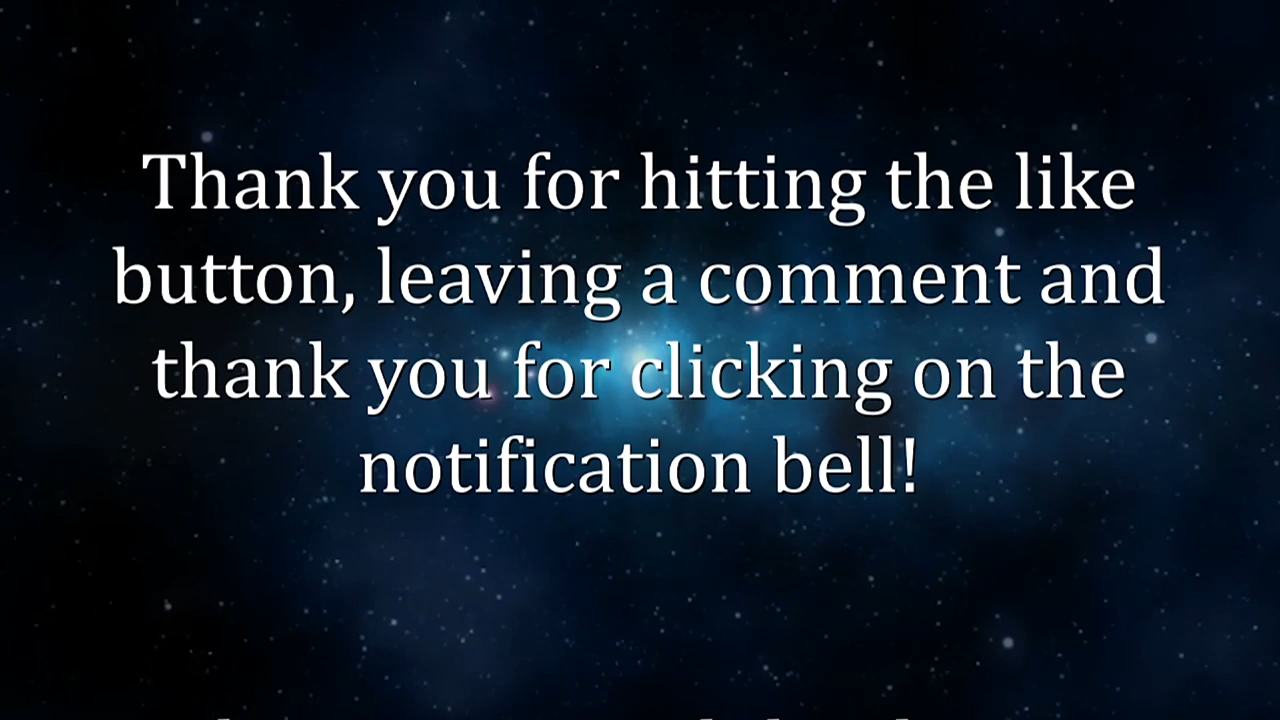 Thank you for hitting the like
button, leaving a comment and
thank you for clicking on the
notification bell!